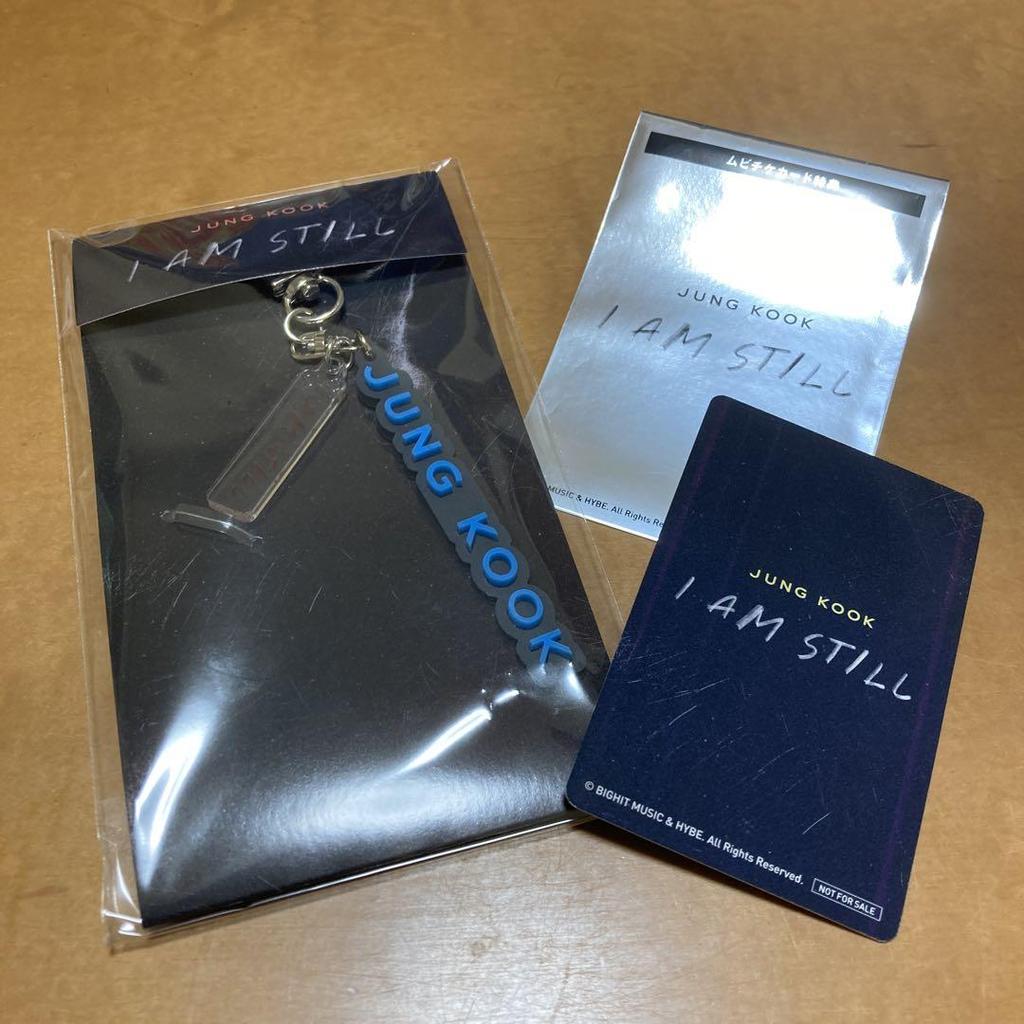 JUNG KOOK
I AM STILL
JUNG KOOK
ムビチケカード特典
JUNG KOOK
I AM STILL
MUSIC & HYBE. All Rights Re
JUNG KOOK
I AM STILL
© BIGHIT MUSIC & HYBE. All Rights Reserved.
NOT FOR SALE